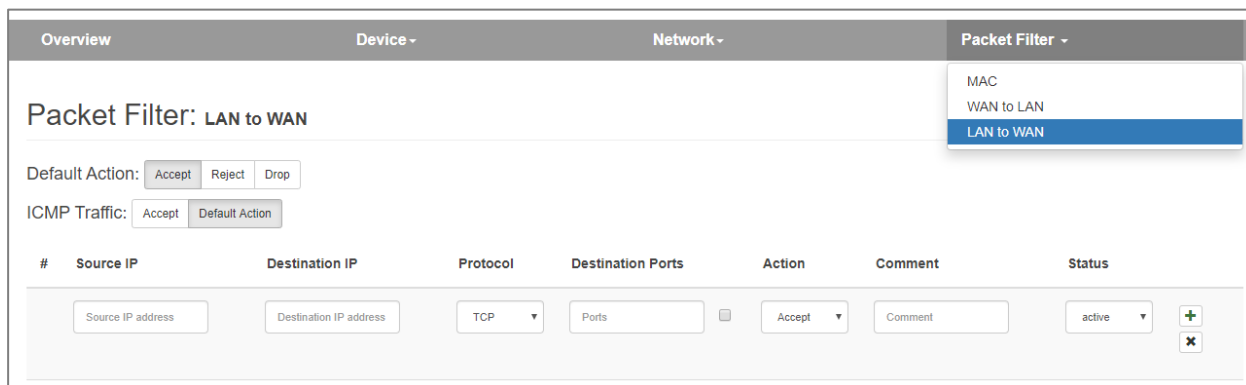 Overview Device Network Packet Filter
MAC
WAN to LAN
LAN to WAN
Packet Filter: LAN to WAN
Default Action: Accept Reject Drop
ICMP Traffic: Accept Default Action
# Source IP Destination IP Protocol Destination Ports Action Comment Status
Source IP address Destination IP address TCP Ports Accept Comment active